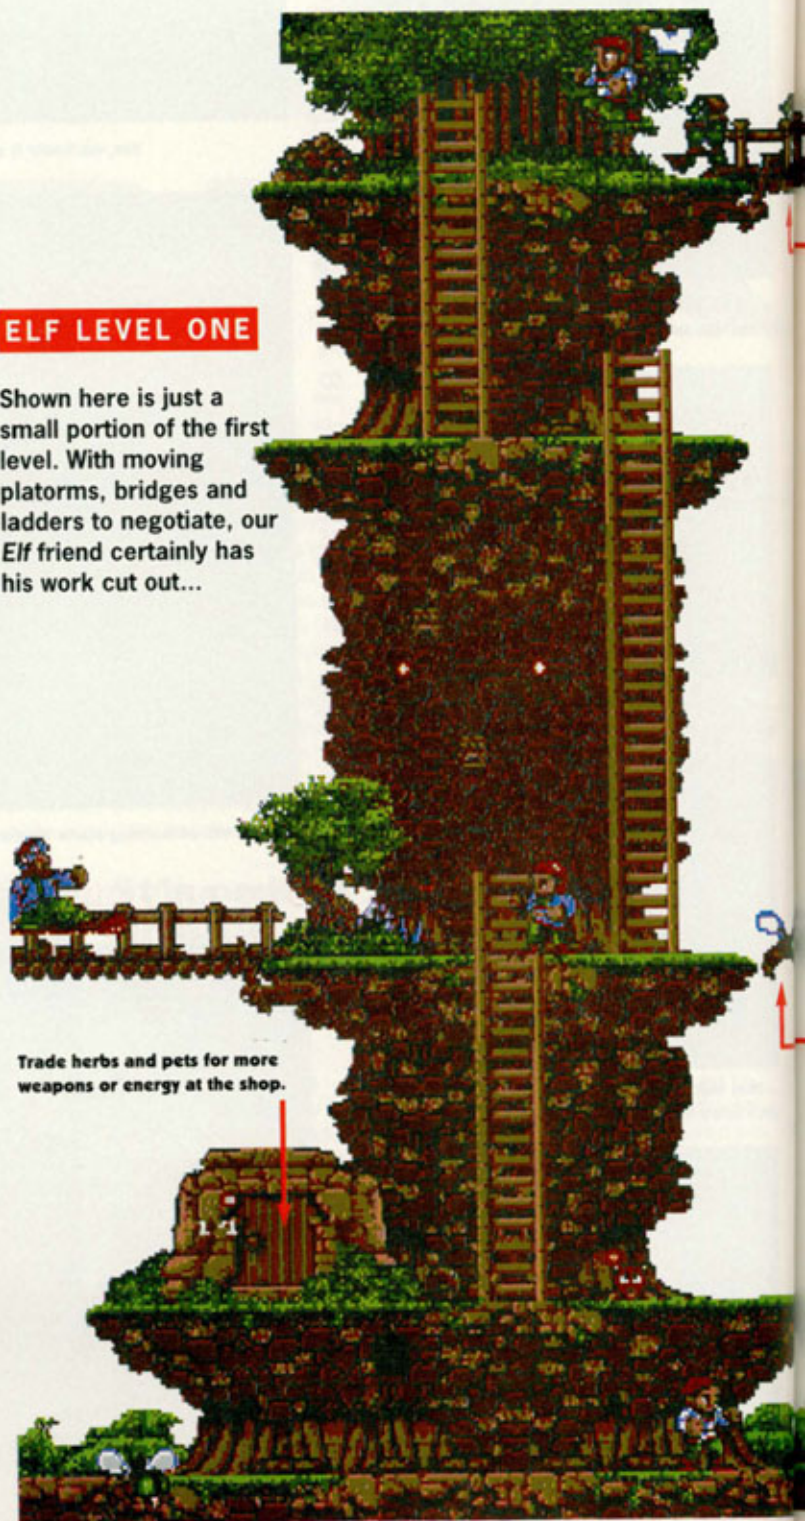 ELF LEVEL ONE
Shown here is just a
small portion of the first
level. With moving
platorms, bridges and
ladders to negotiate, our
Elf friend certainly has
his work cut out...
Trade herbs and pets for more
weapons or energy at the shop.